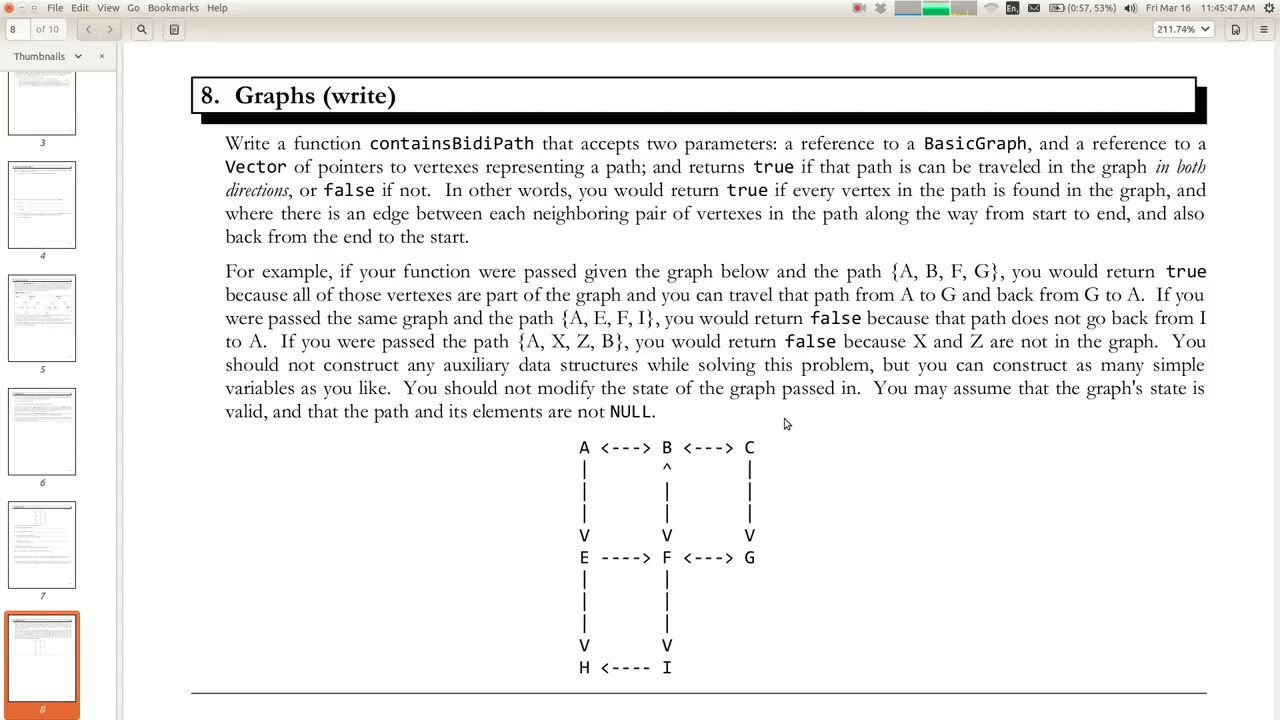 File Edit View Go Bookmarks Help
En
(0:57, 53%)
Fri Mar 16
11:45:47 AM
8 of 10
211.74%
Thumbnails
3
4
5
6
7
8
8. Graphs (write)
Write a function containsBidiPath that accepts two parameters: a reference to a BasicGraph, and a reference to a
Vector of pointers to vertexes representing a path; and returns true if that path is can be traveled in the graph in both
directions, or false if not. In other words, you would return true if every vertex in the path is found in the graph, and
where there is an edge between each neighboring pair of vertexes in the path along the way from start to end, and also
back from the end to the start.
For example, if your function were passed given the graph below and the path {A, B, F, G}, you would return true
because all of those vertexes are part of the graph and you can travel that path from A to G and back from G to A. If you
were passed the same graph and the path {A, E, F, I}, you would return false because that path does not go back from I
to A. If you were passed the path {A, X, Z, B}, you would return false because X and Z are not in the graph. You
should not construct any auxiliary data structures while solving this problem, but you can construct as many simple
variables as you like. You should not modify the state of the graph passed in. You may assume that the graph's state is
valid, and that the path and its elements are not NULL.
A <---> B <---> C
| ^ |
| | |
| | |
V V V
E ----> F <---> G
| |
| |
| |
V V
H <---- I